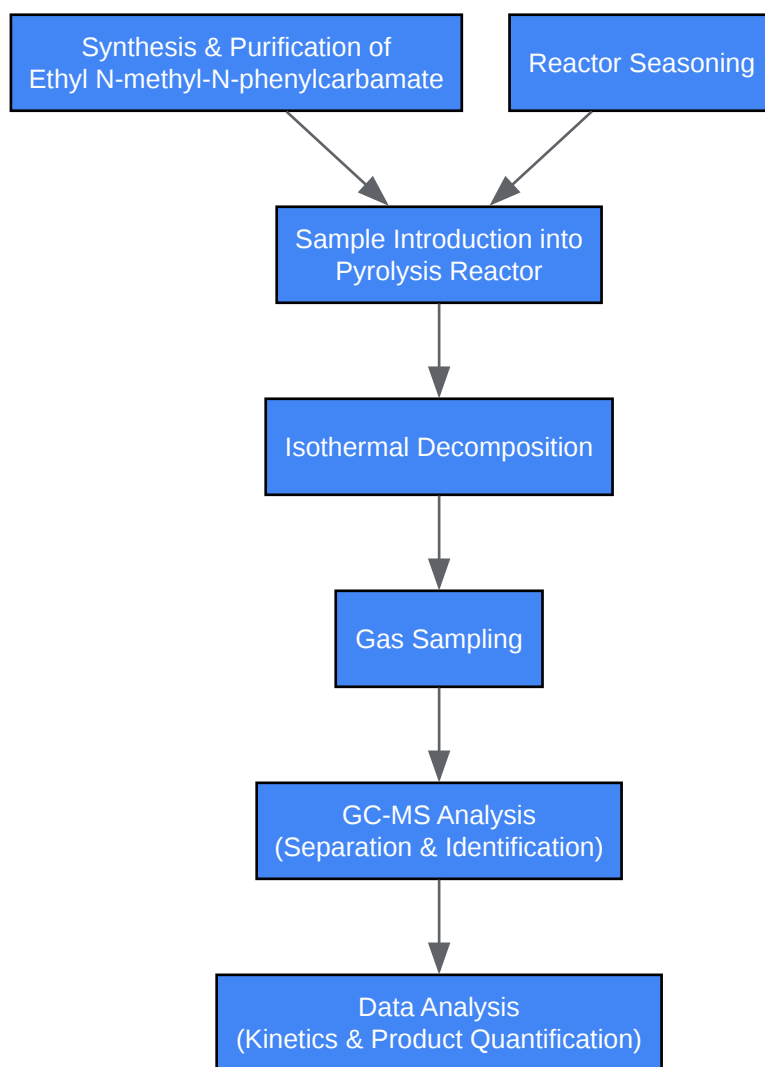 Synthesis & Purification of
Ethyl N-methyl-N-phenylcarbamate
Reactor Seasoning
Sample Introduction into
Pyrolysis Reactor
Isothermal Decomposition
Gas Sampling
GC-MS Analysis
(Separation & Identification)
Data Analysis
(Kinetics & Product Quantification)